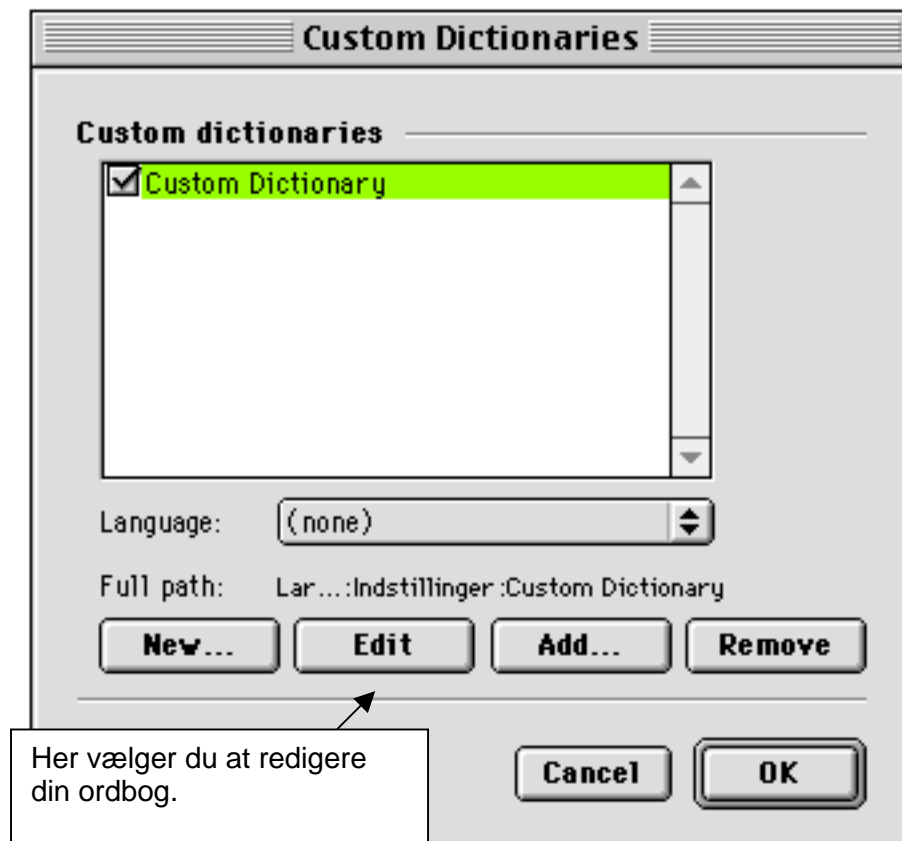 Custom Dictionaries
Custom dictionaries
Custom Dictionary
Language: (none)
Full path: Lar...:Indstillinger:Custom Dictionary
New... Edit Add... Remove
Her vælger du at redigere
din ordbog.
Cancel OK